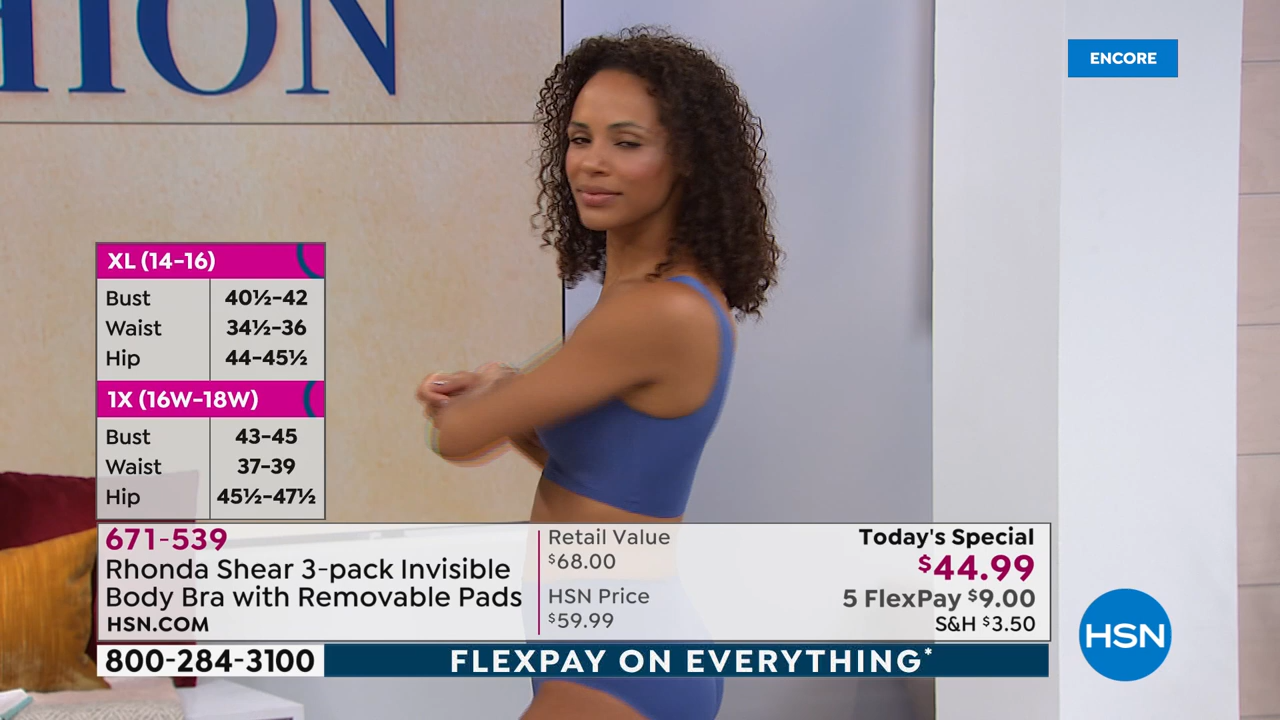 HION
ENCORE
XL (14-16)
Bust 40½-42
Waist 34½-36
Hip 44-45½
1X (16W-18W)
Bust 43-45
Waist 37-39
Hip 45½-47½
671-539
Rhonda Shear 3-pack Invisible
Body Bra with Removable Pads
HSN.COM
Retail Value
$68.00
HSN Price
$59.99
Today's Special
$44.99
5 FlexPay $9.00
S&H $3.50
800-284-3100
FLEXPAY ON EVERYTHING*
HSN